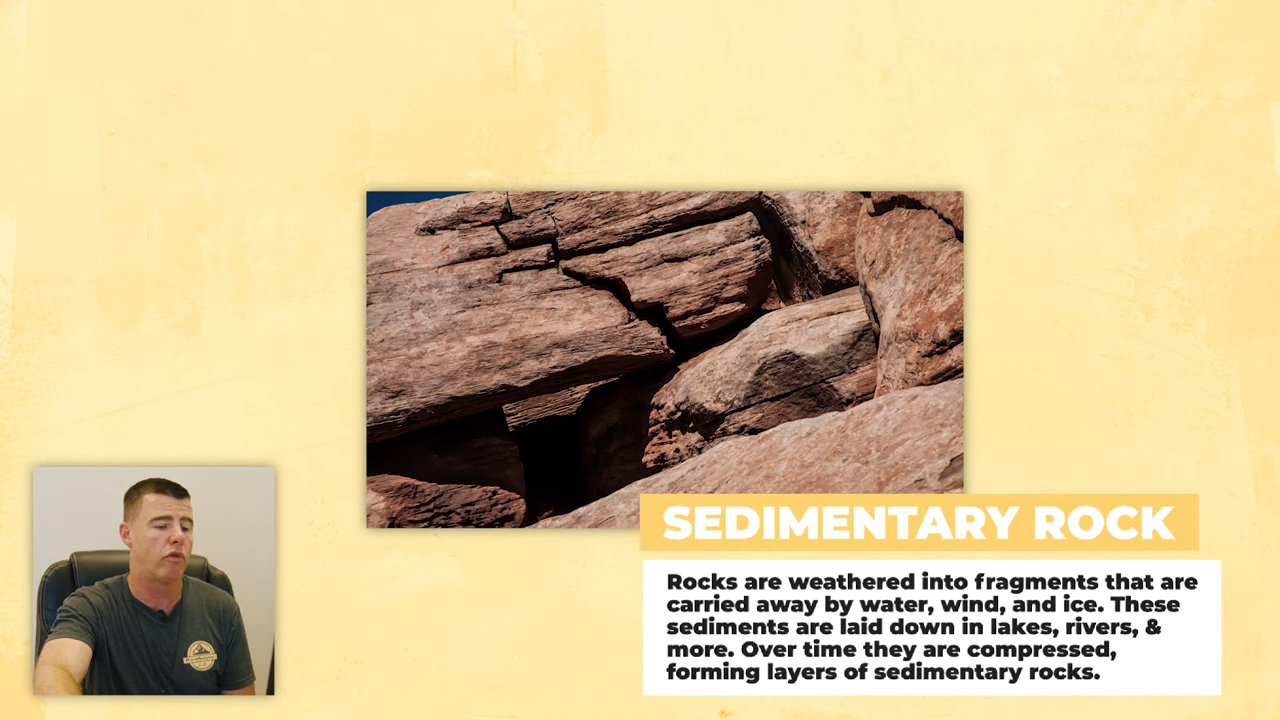 SEDIMENTARY ROCK
Rocks are weathered into fragments that are
carried away by water, wind, and ice. These
sediments are laid down in lakes, rivers, &
more. Over time they are compressed,
forming layers of sedimentary rocks.